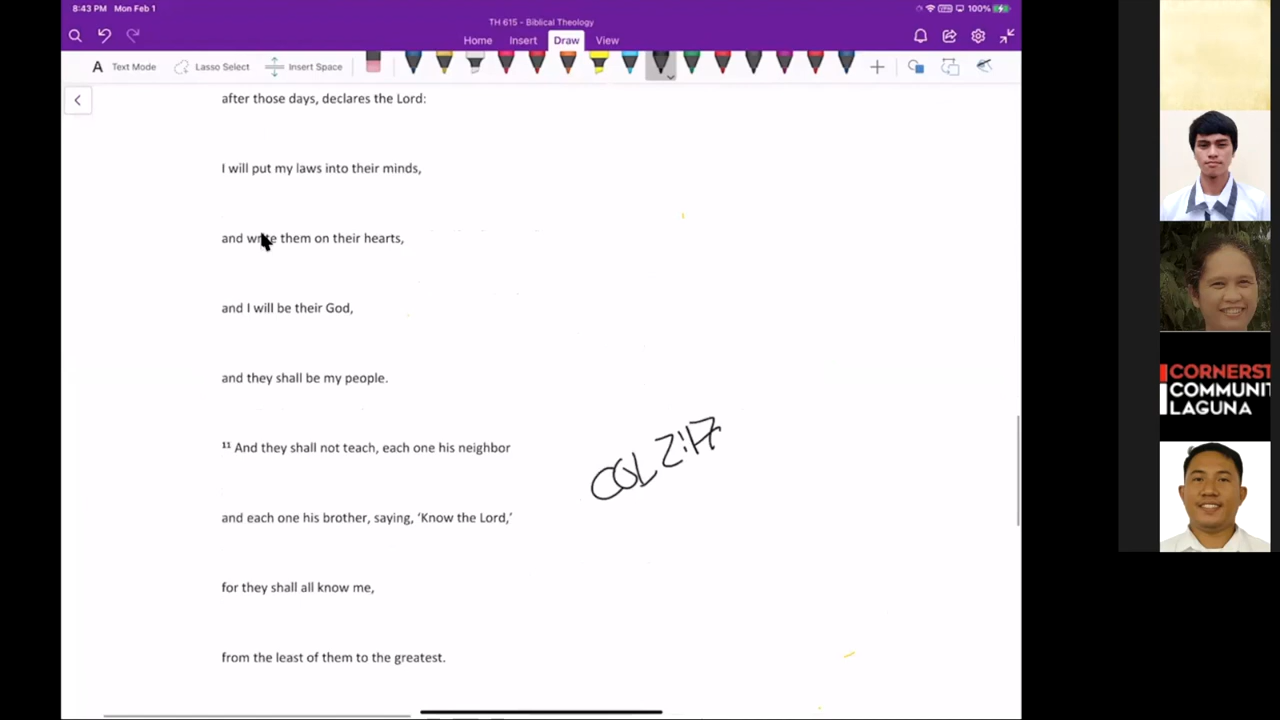 8:43 PM Mon Feb 1
100%
TH 615 - Biblical Theology
Home Insert Draw View
Text Mode Lasso Select Insert Space
after those days, declares the Lord:
I will put my laws into their minds,
and write them on their hearts,
and I will be their God,
and they shall be my people.
11 And they shall not teach, each one his neighbor
COL 2:17
and each one his brother, saying, ‘Know the Lord,’
for they shall all know me,
from the least of them to the greatest.
CORNERST
COMMUNIT
LAGUNA